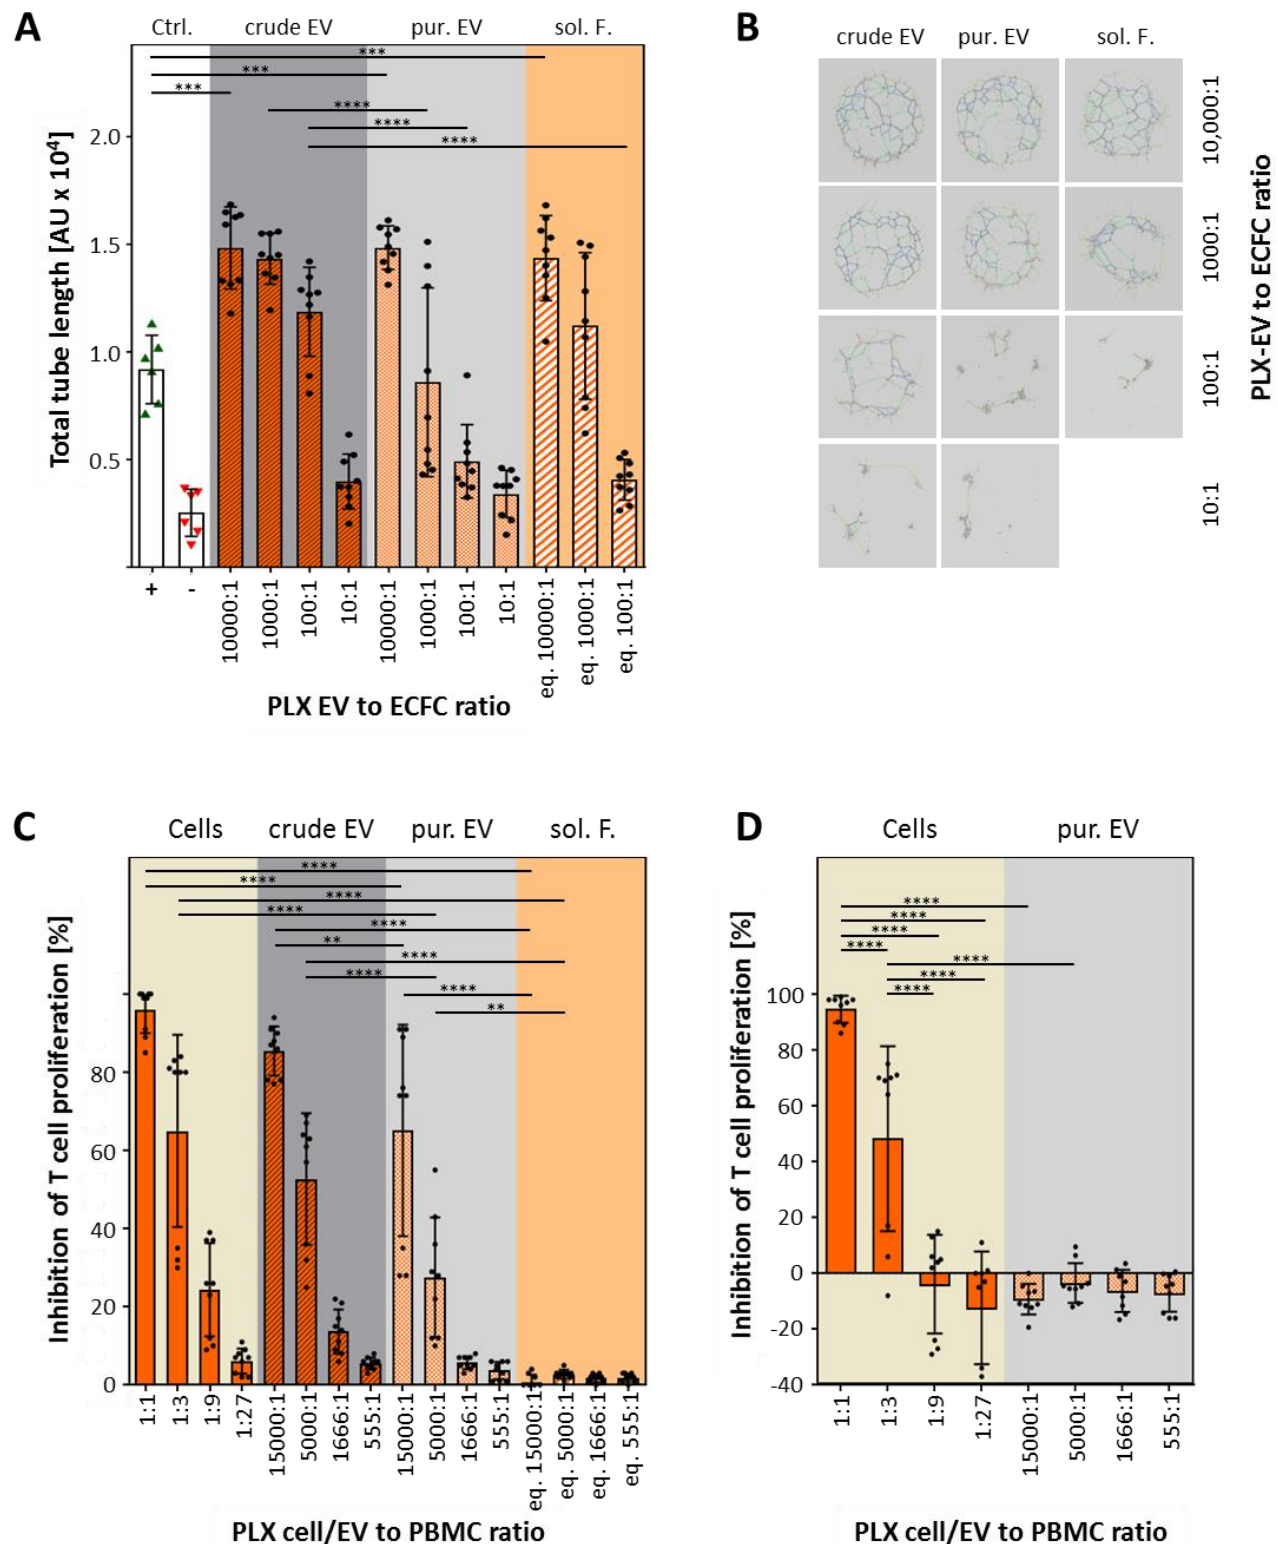 A
Ctrl.
crude EV
pur. EV
sol. F.
***
***
***
****
****
****
Total tube length [AU x 10⁴]
2.0
1.5
1.0
0.5
+
-
10000:1
1000:1
100:1
10:1
10000:1
1000:1
100:1
10:1
eq. 10000:1
eq. 1000:1
eq. 100:1
PLX EV to ECFC ratio
B
crude EV
pur. EV
sol. F.
10,000:1
1000:1
100:1
10:1
PLX-EV to ECFC ratio
C
Cells
crude EV
pur. EV
sol. F.
****
****
****
****
****
**
****
****
****
**
Inhibition of T cell proliferation [%]
80
60
40
20
0
1:1
1:3
1:9
1:27
15000:1
5000:1
1666:1
555:1
15000:1
5000:1
1666:1
555:1
eq. 15000:1
eq. 5000:1
eq. 1666:1
eq. 555:1
PLX cell/EV to PBMC ratio
D
Cells
pur. EV
****
****
****
****
****
****
****
Inhibition of T cell proliferation [%]
100
80
60
40
20
0
-20
-40
1:1
1:3
1:9
1:27
15000:1
5000:1
1666:1
555:1
PLX cell/EV to PBMC ratio